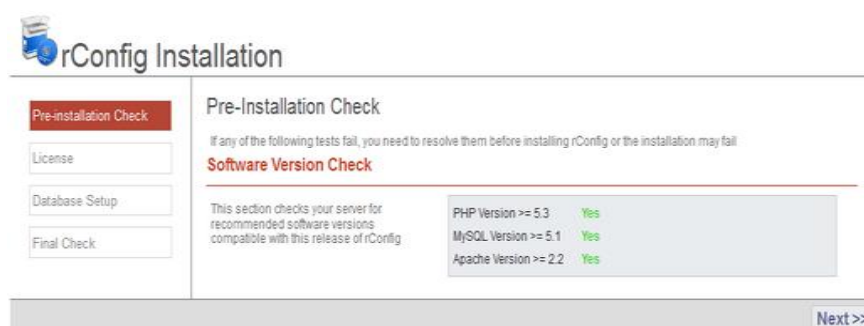 rConfig Installation
Pre-installation Check
License
Database Setup
Final Check
Pre-Installation Check
If any of the following tests fail, you need to resolve them before installing rConfig or the installation may fail
Software Version Check
This section checks your server for
recommended software versions
compatible with this release of rConfig
PHP Version >= 5.3 Yes
MySQL Version >= 5.1 Yes
Apache Version >= 2.2 Yes
Next >>